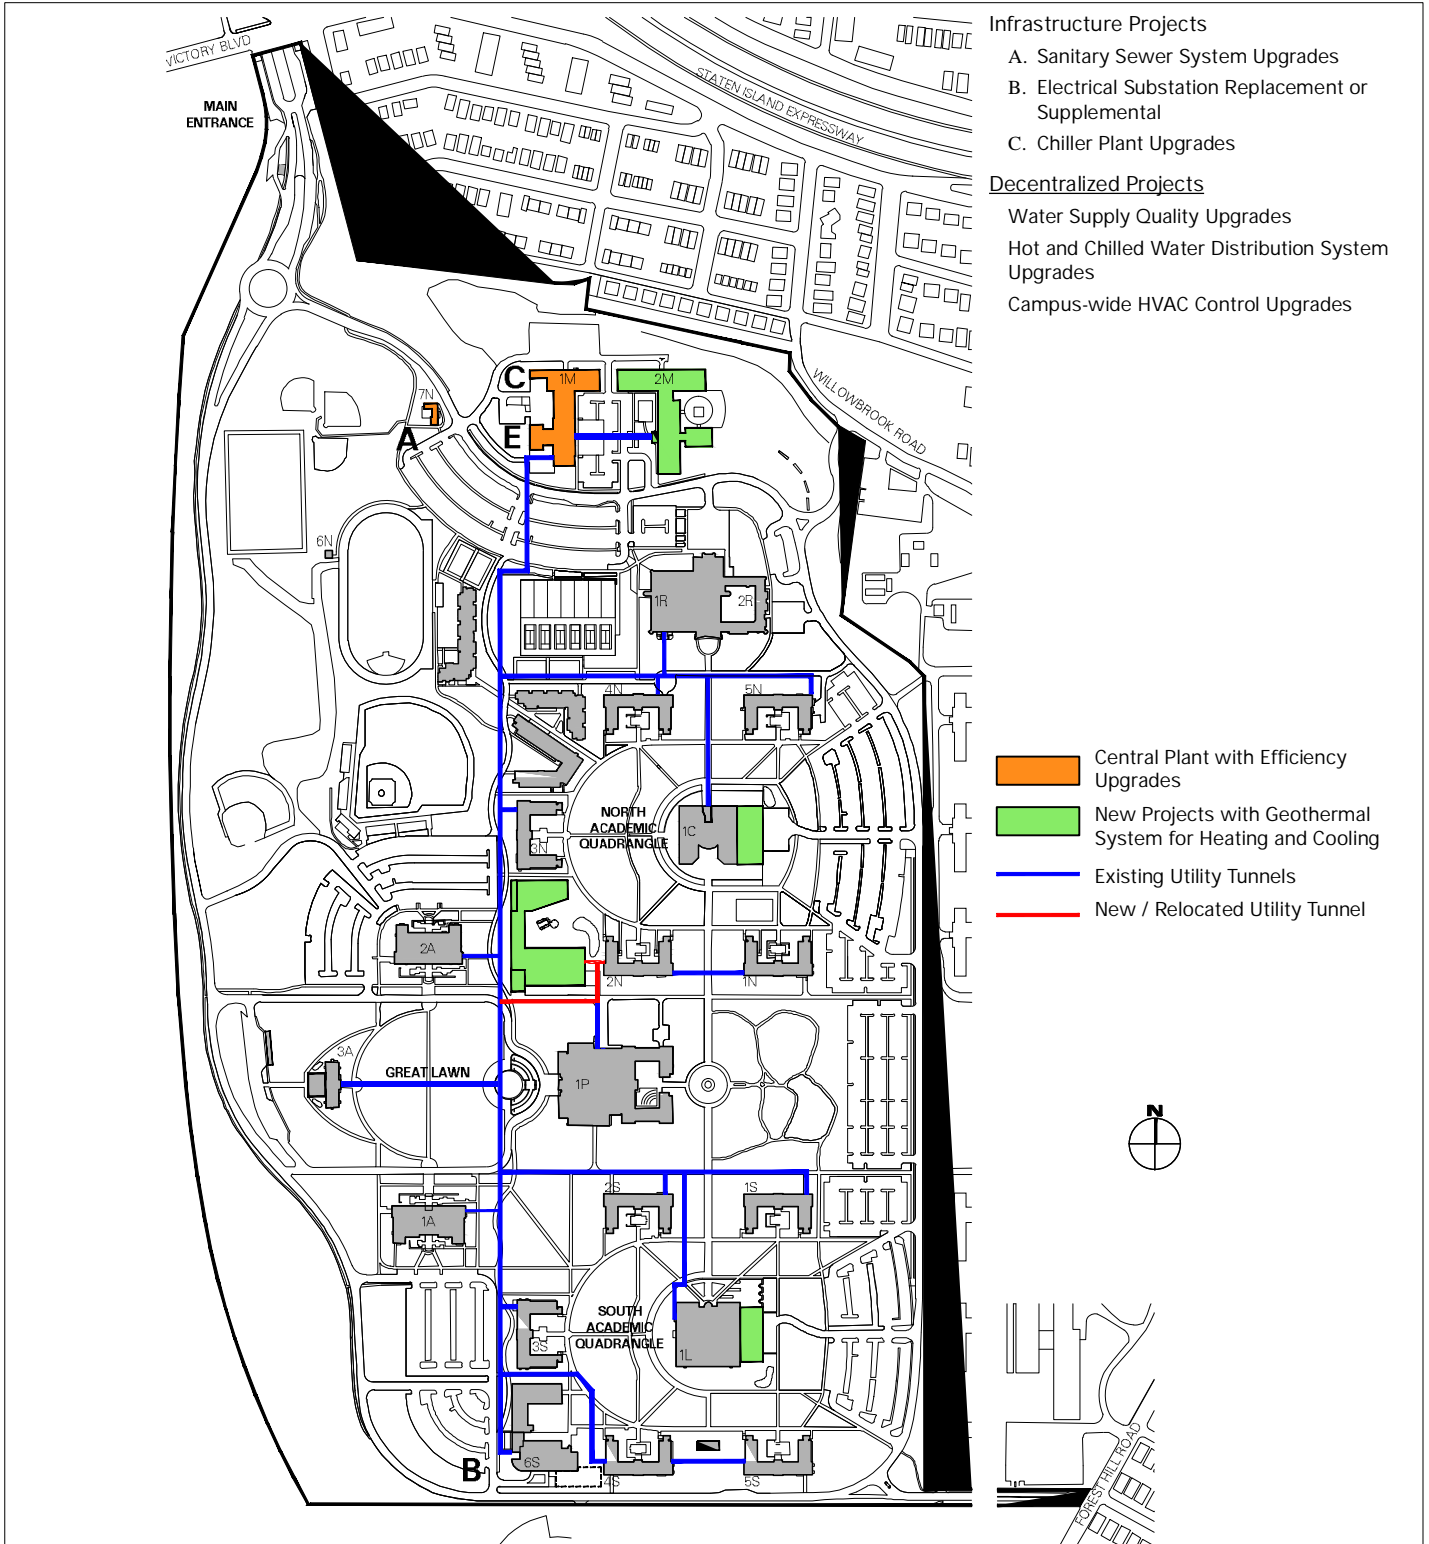 Infrastructure Projects
A. Sanitary Sewer System Upgrades
B. Electrical Substation Replacement or
Supplemental
C. Chiller Plant Upgrades
Decentralized Projects
Water Supply Quality Upgrades
Hot and Chilled Water Distribution System
Upgrades
Campus-wide HVAC Control Upgrades
VICTORY BLVD
MAIN
ENTRANCE
STATEN ISLAND EXPRESSWAY
WILLOWBROOK ROAD
C
1M
2M
7N
A
E
6N
1R
2R
4N
5N
NORTH
ACADEMIC
QUADRANGLE
1C
3N
Central Plant with Efficiency
Upgrades
New Projects with Geothermal
System for Heating and Cooling
Existing Utility Tunnels
New / Relocated Utility Tunnel
2A
2N
1N
3A
GREAT LAWN
1P
N
2S
1S
1A
SOUTH
ACADEMIC
QUADRANGLE
3S
1L
B
6S
4S
5S
FOREST HILL ROAD